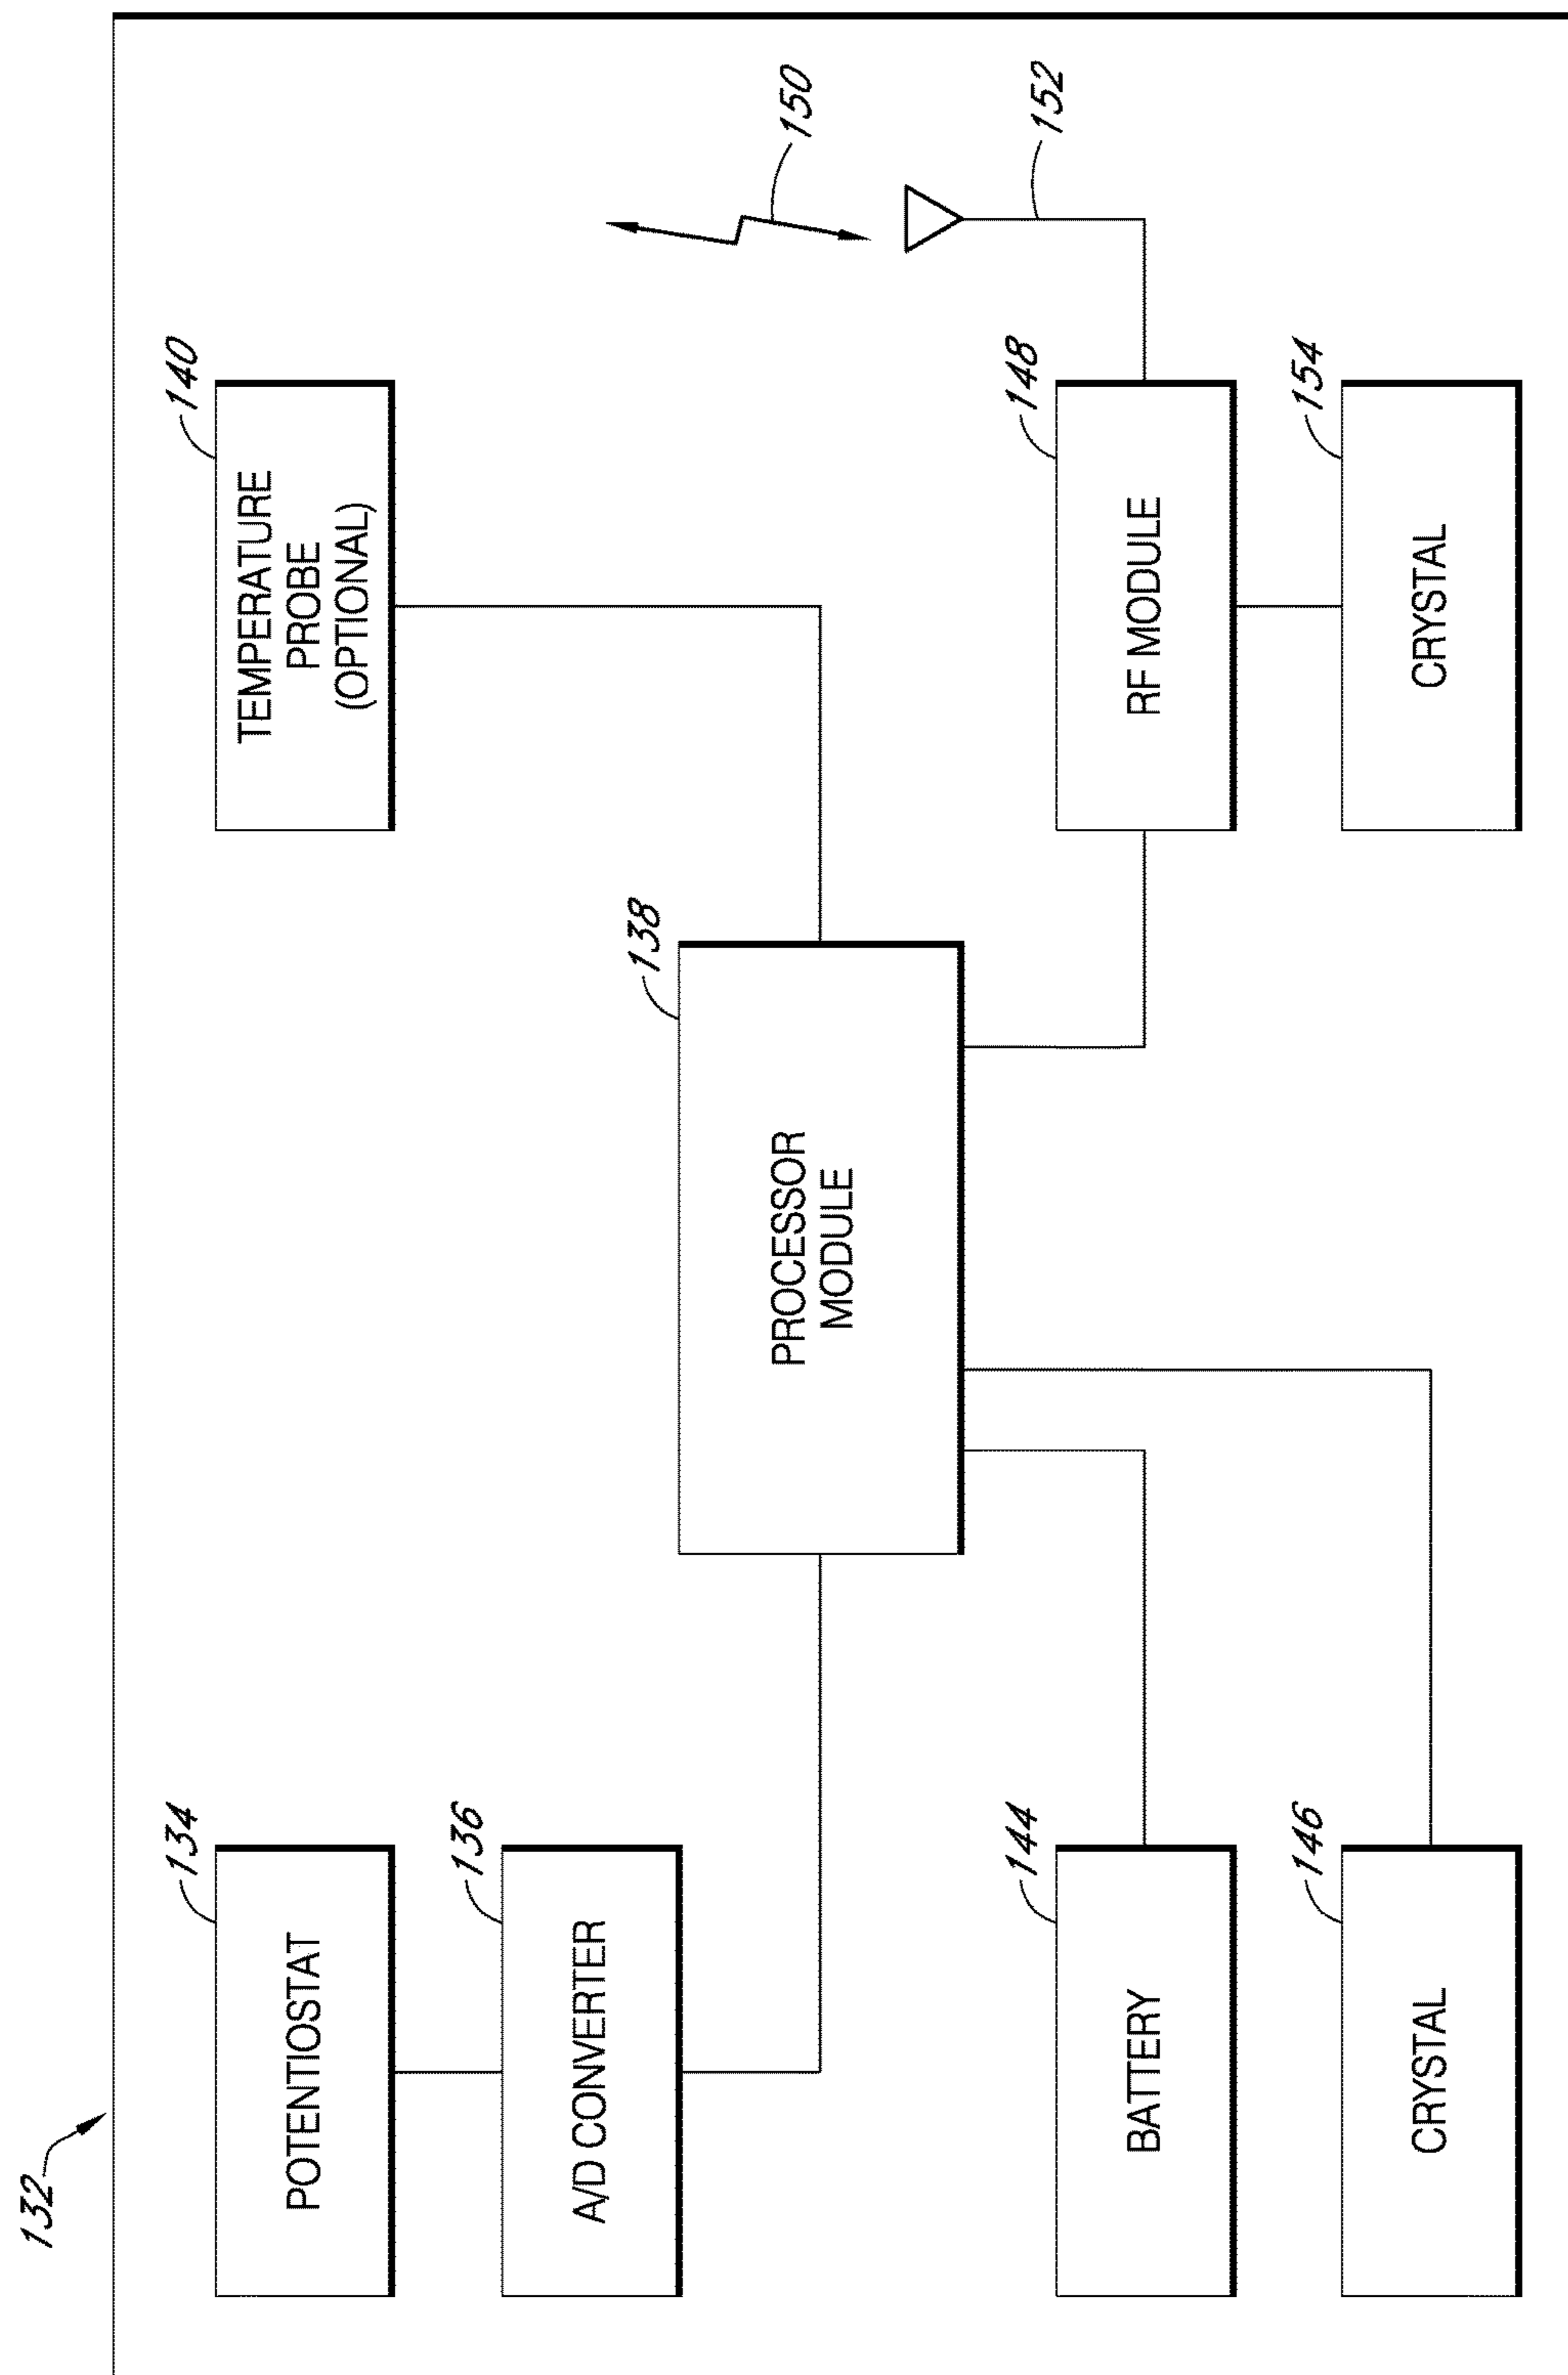 132
134
POTENTIOSTAT
136
A/D CONVERTER
138
PROCESSOR
MODULE
140
TEMPERATURE
PROBE
(OPTIONAL)
150
152
144
BATTERY
146
CRYSTAL
148
RF MODULE
154
CRYSTAL